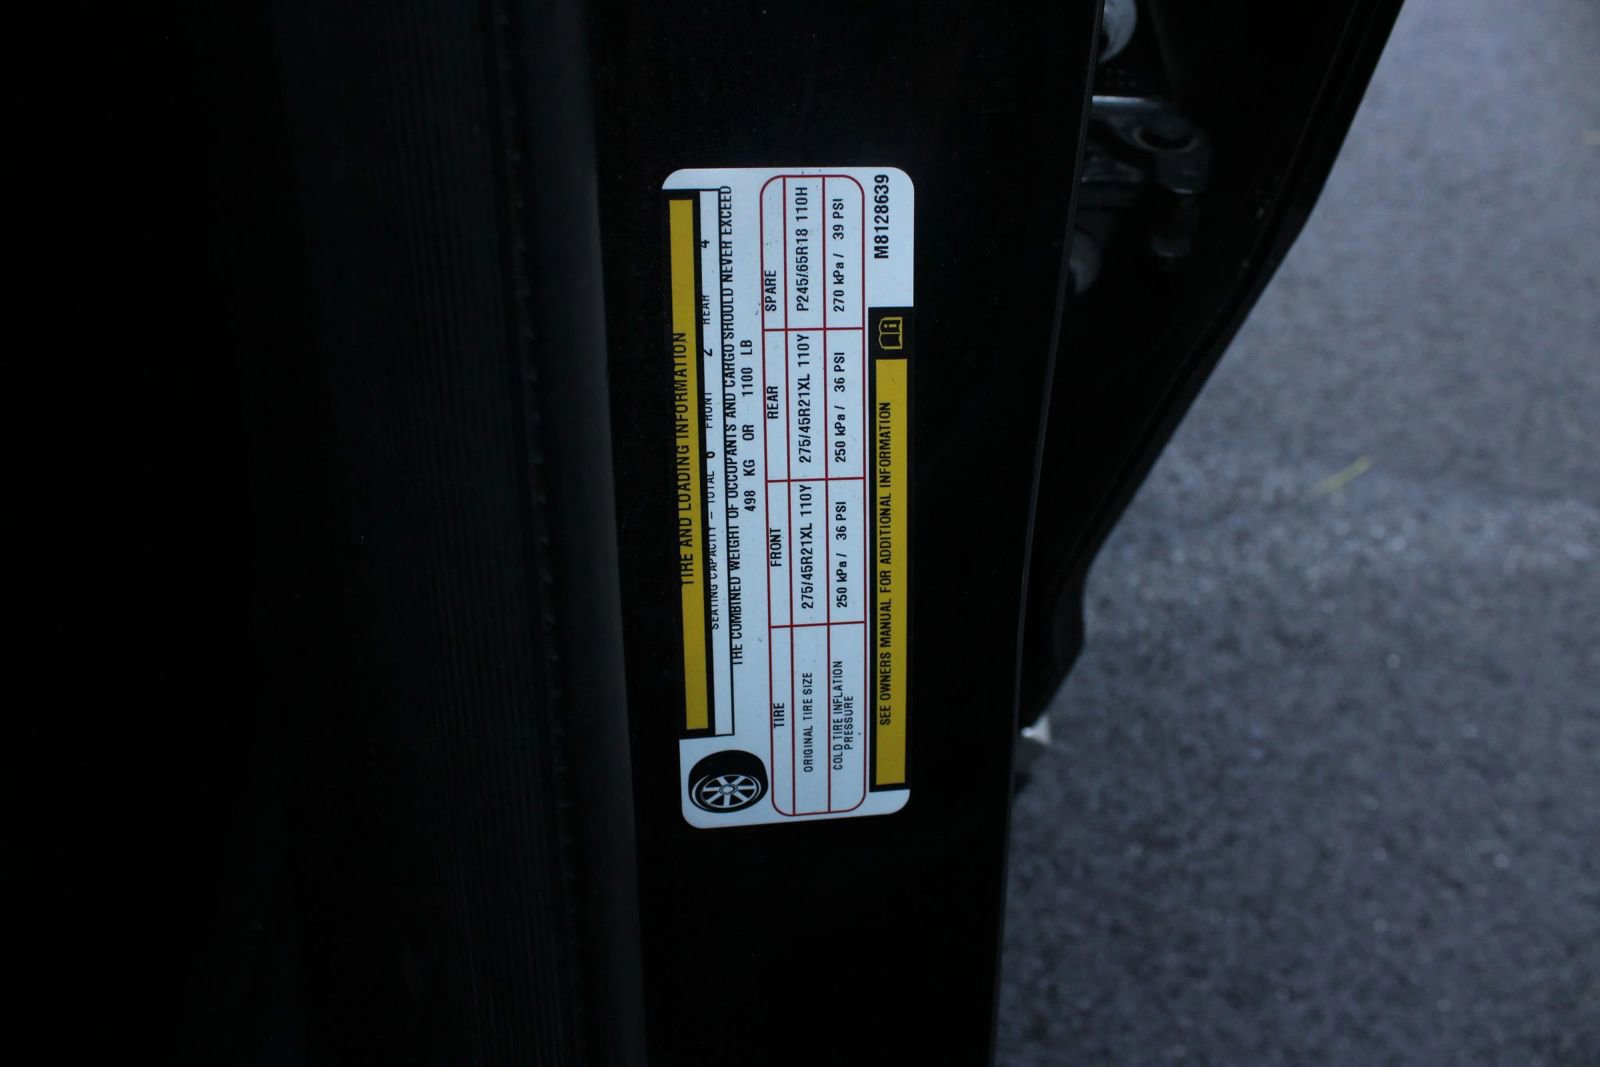 TIRE AND LOADING INFORMATION
SEATING CAPACITY – TOTAL 6 FRONT 2 REAR 4
THE COMBINED WEIGHT OF OCCUPANTS AND CARGO SHOULD NEVER EXCEED
498 KG OR 1100 LB
TIRE FRONT REAR SPARE
ORIGINAL TIRE SIZE 275/45R21XL 110Y 275/45R21XL 110Y P245/65R18 110H
COLD TIRE INFLATION PRESSURE 250 kPa / 36 PSI 250 kPa / 36 PSI 270 kPa / 39 PSI
SEE OWNERS MANUAL FOR ADDITIONAL INFORMATION
M8128639